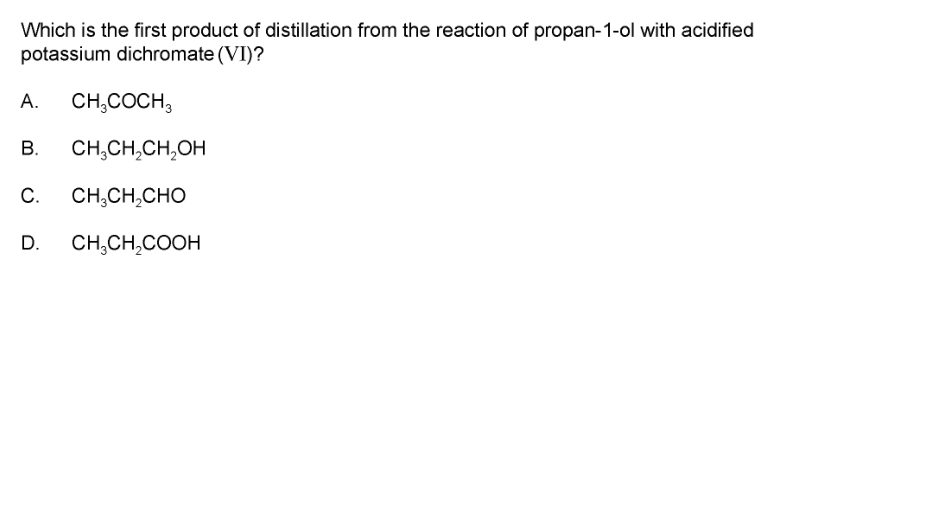 Which is the first product of distillation from the reaction of propan-1-ol with acidified
potassium dichromate (VI)?
A. CH₃COCH₃
B. CH₃CH₂CH₂OH
C. CH₃CH₂CHO
D. CH₃CH₂COOH